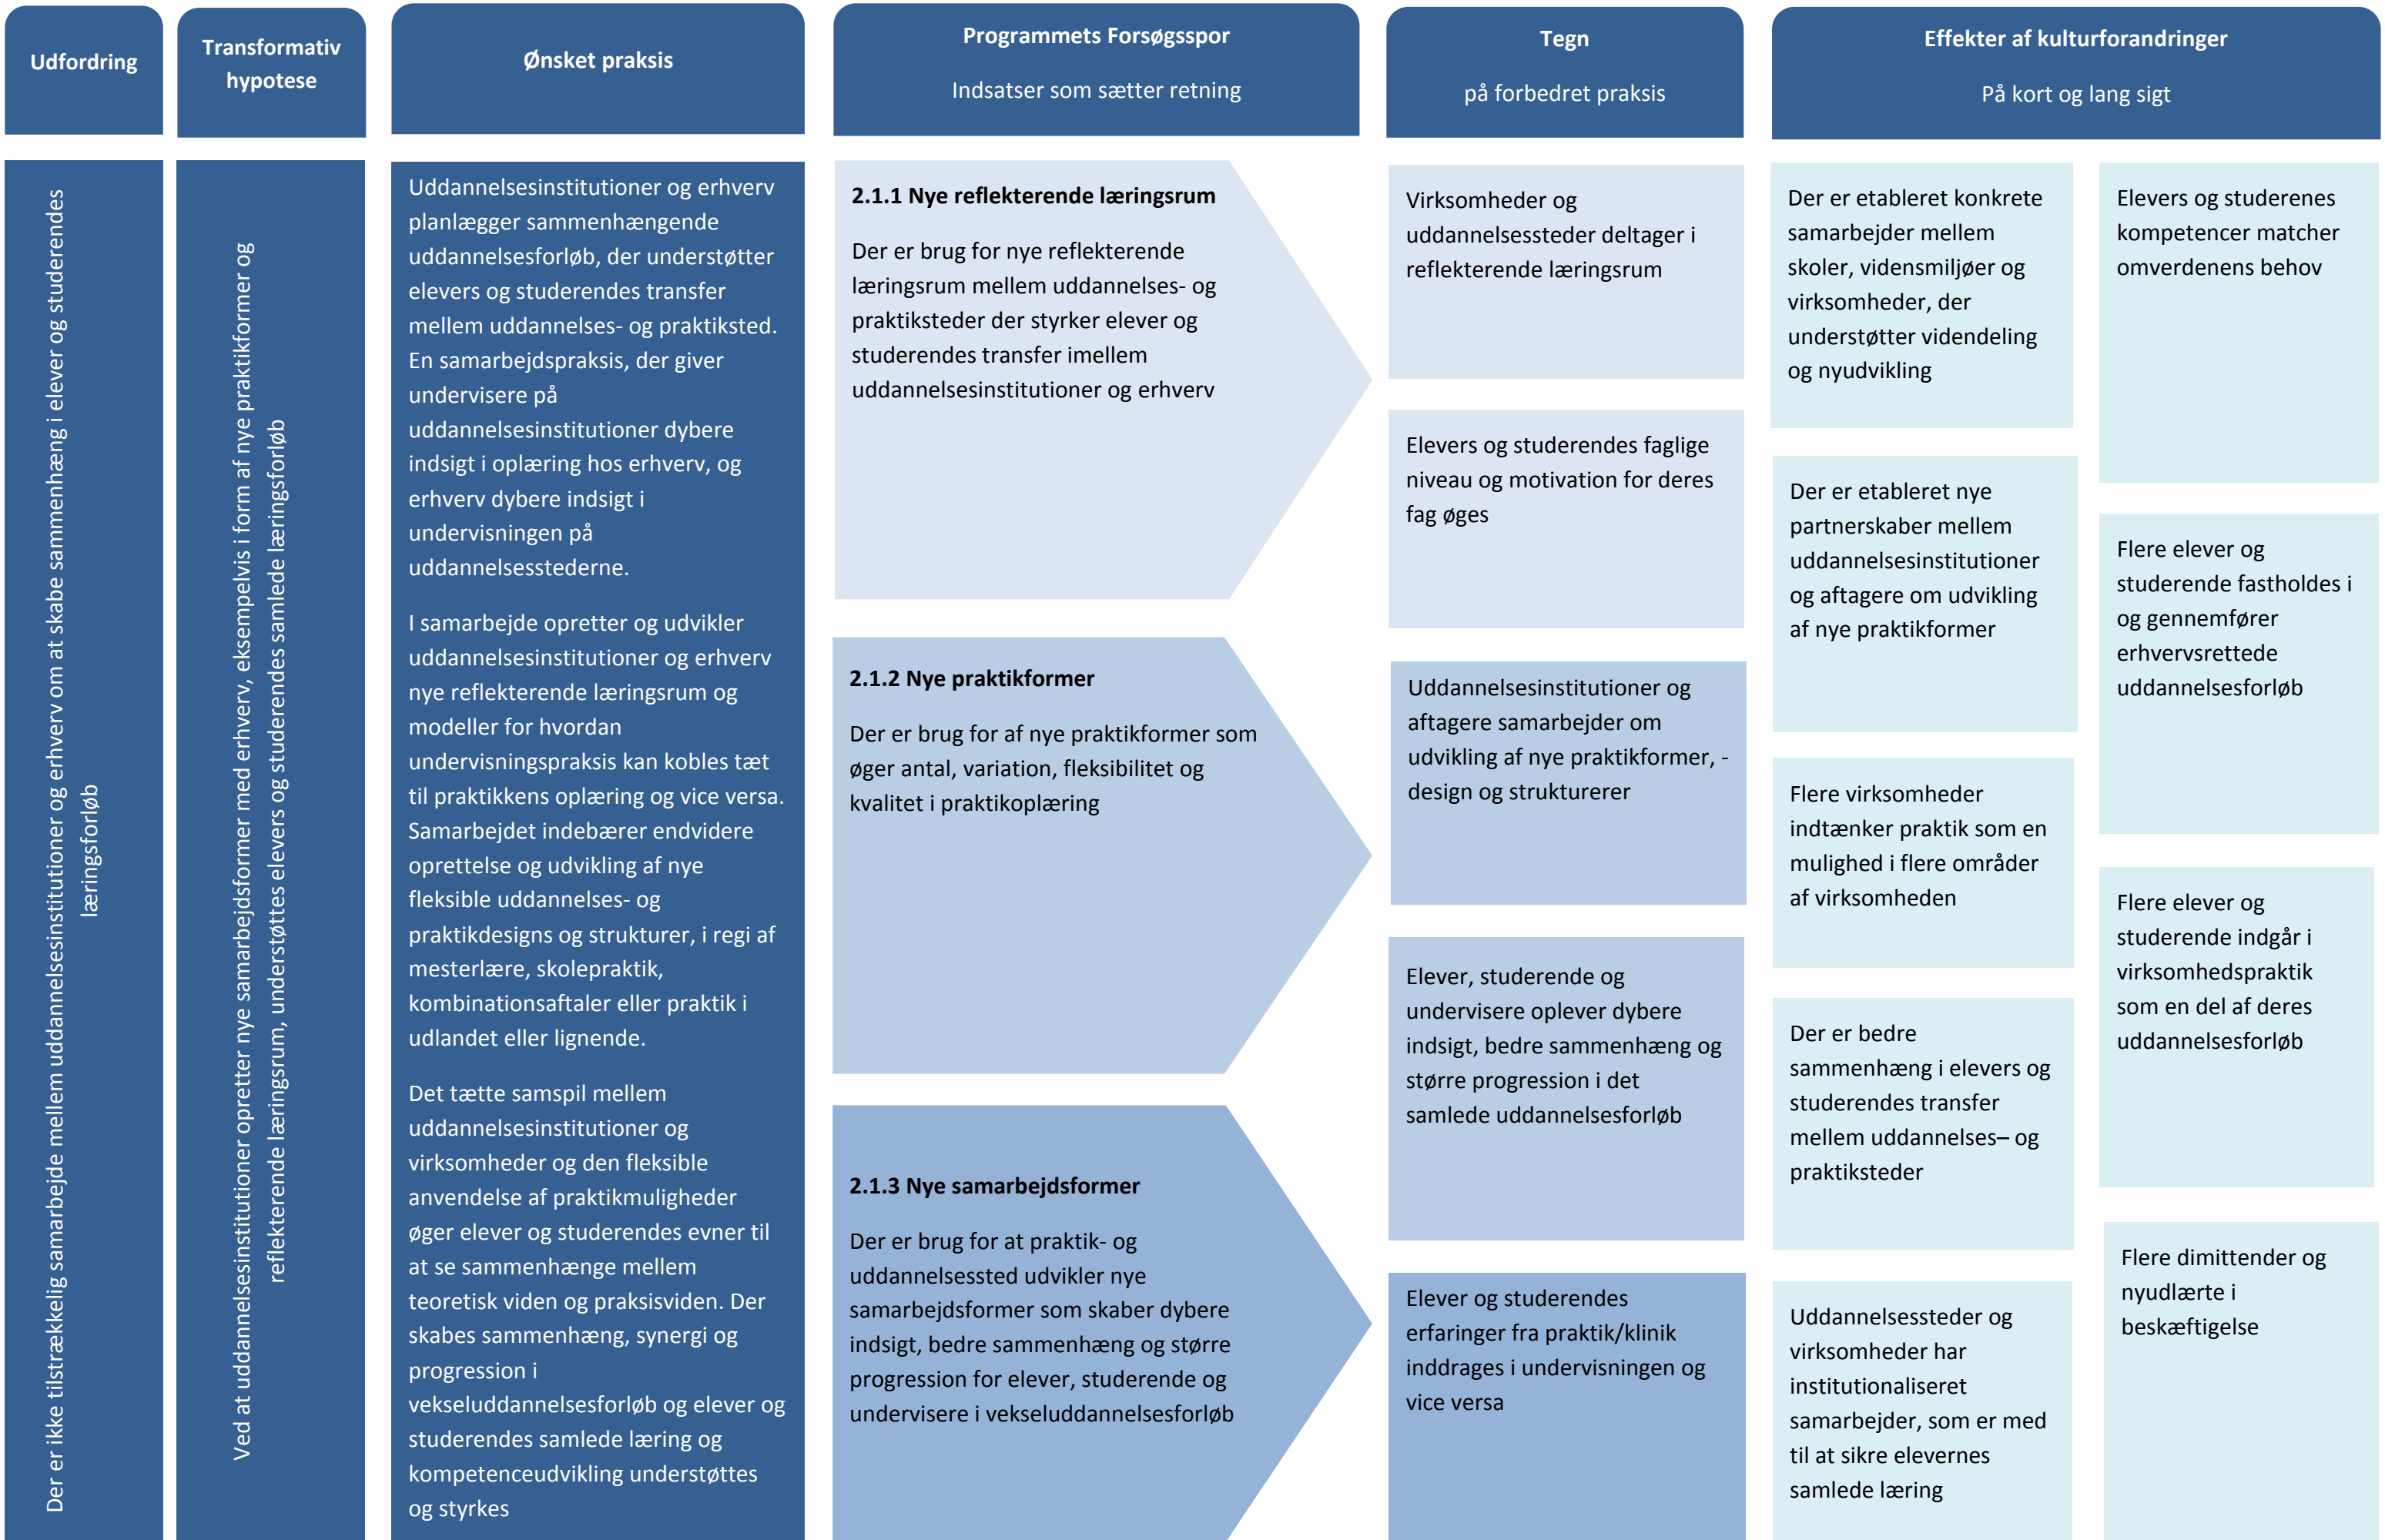 Udfordring
Transformativ
hypotese
Ønsket praksis
Programmets Forsøgsspor
Indsatser som sætter retning
Tegn
på forbedret praksis
Effekter af kulturforandringer
På kort og lang sigt
Der er ikke tilstrækkelig samarbejde mellem uddannelsesinstitutioner og erhverv om at skabe sammenhæng i elever og studerendes
læringsforløb
Ved at uddannelsesinstitutioner opretter nye samarbejdsformer med erhverv, eksempelvis i form af nye praktikformer og
reflekterende læringsrum, understøttes elevers og studerendes samlede læringsforløb
Uddannelsesinstitutioner og erhverv
planlægger sammenhængende
uddannelsesforløb, der understøtter
elevers og studerendes transfer
mellem uddannelses- og praktiksted.
En samarbejdspraksis, der giver
undervisere på
uddannelsesinstitutioner dybere
indsigt i oplæring hos erhverv, og
erhverv dybere indsigt i
undervisningen på
uddannelsesstederne.
I samarbejde opretter og udvikler
uddannelsesinstitutioner og erhverv
nye reflekterende læringsrum og
modeller for hvordan
undervisningspraksis kan kobles tæt
til praktikkens oplæring og vice versa.
Samarbejdet indebærer endvidere
oprettelse og udvikling af nye
fleksible uddannelses- og
praktikdesigns og strukturer, i regi af
mesterlære, skolepraktik,
kombinationsaftaler eller praktik i
udlandet eller lignende.
Det tætte samspil mellem
uddannelsesinstitutioner og
virksomheder og den fleksible
anvendelse af praktikmuligheder
øger elever og studerendes evner til
at se sammenhænge mellem
teoretisk viden og praksisviden. Der
skabes sammenhæng, synergi og
progression i
vekseluddannelsesforløb og elever og
studerendes samlede læring og
kompetenceudvikling understøttes
og styrkes
2.1.1 Nye reflekterende læringsrum
Der er brug for nye reflekterende
læringsrum mellem uddannelses- og
praktiksteder der styrker elever og
studerendes transfer imellem
uddannelsesinstitutioner og erhverv
2.1.2 Nye praktikformer
Der er brug for af nye praktikformer som
øger antal, variation, fleksibilitet og
kvalitet i praktikoplæring
2.1.3 Nye samarbejdsformer
Der er brug for at praktik- og
uddannelsessted udvikler nye
samarbejdsformer som skaber dybere
indsigt, bedre sammenhæng og større
progression for elever, studerende og
undervisere i vekseluddannelsesforløb
Virksomheder og
uddannelsessteder deltager i
reflekterende læringsrum
Elevers og studerendes faglige
niveau og motivation for deres
fag øges
Uddannelsesinstitutioner og
aftagere samarbejder om
udvikling af nye praktikformer, -
design og strukturerer
Elever, studerende og
undervisere oplever dybere
indsigt, bedre sammenhæng og
større progression i det
samlede uddannelsesforløb
Elever og studerendes
erfaringer fra praktik/klinik
inddrages i undervisningen og
vice versa
Der er etableret konkrete
samarbejder mellem
skoler, vidensmiljøer og
virksomheder, der
understøtter videndeling
og nyudvikling
Der er etableret nye
partnerskaber mellem
uddannelsesinstitutioner
og aftagere om udvikling
af nye praktikformer
Flere virksomheder
indtænker praktik som en
mulighed i flere områder
af virksomheden
Der er bedre
sammenhæng i elevers og
studerendes transfer
mellem uddannelses– og
praktiksteder
Uddannelsessteder og
virksomheder har
institutionaliseret
samarbejder, som er med
til at sikre elevernes
samlede læring
Elevers og studerenes
kompetencer matcher
omverdenens behov
Flere elever og
studerende fastholdes i
og gennemfører
erhvervsrettede
uddannelsesforløb
Flere elever og
studerende indgår i
virksomhedspraktik
som en del af deres
uddannelsesforløb
Flere dimittender og
nyudlærte i
beskæftigelse